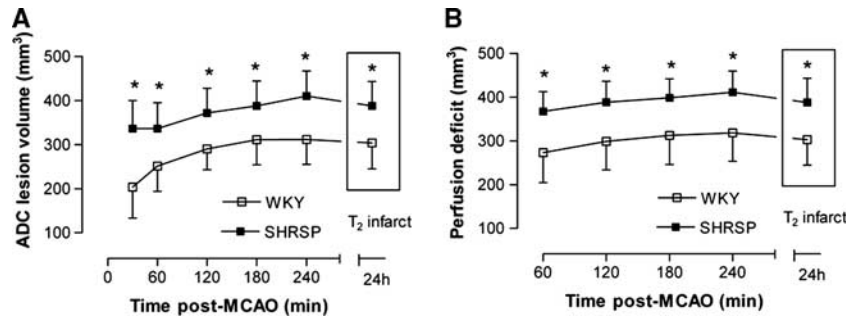 A
ADC lesion volume (mm³)
500
400
300
200
100
* * * * * *
WKY
SHRSP
T₂ infarct
0 60 120 180 240 24h
Time post-MCAO (min)
B
Perfusion deficit (mm³)
500
400
300
200
100
* * * * *
WKY
SHRSP
T₂ infarct
60 120 180 240 24h
Time post-MCAO (min)